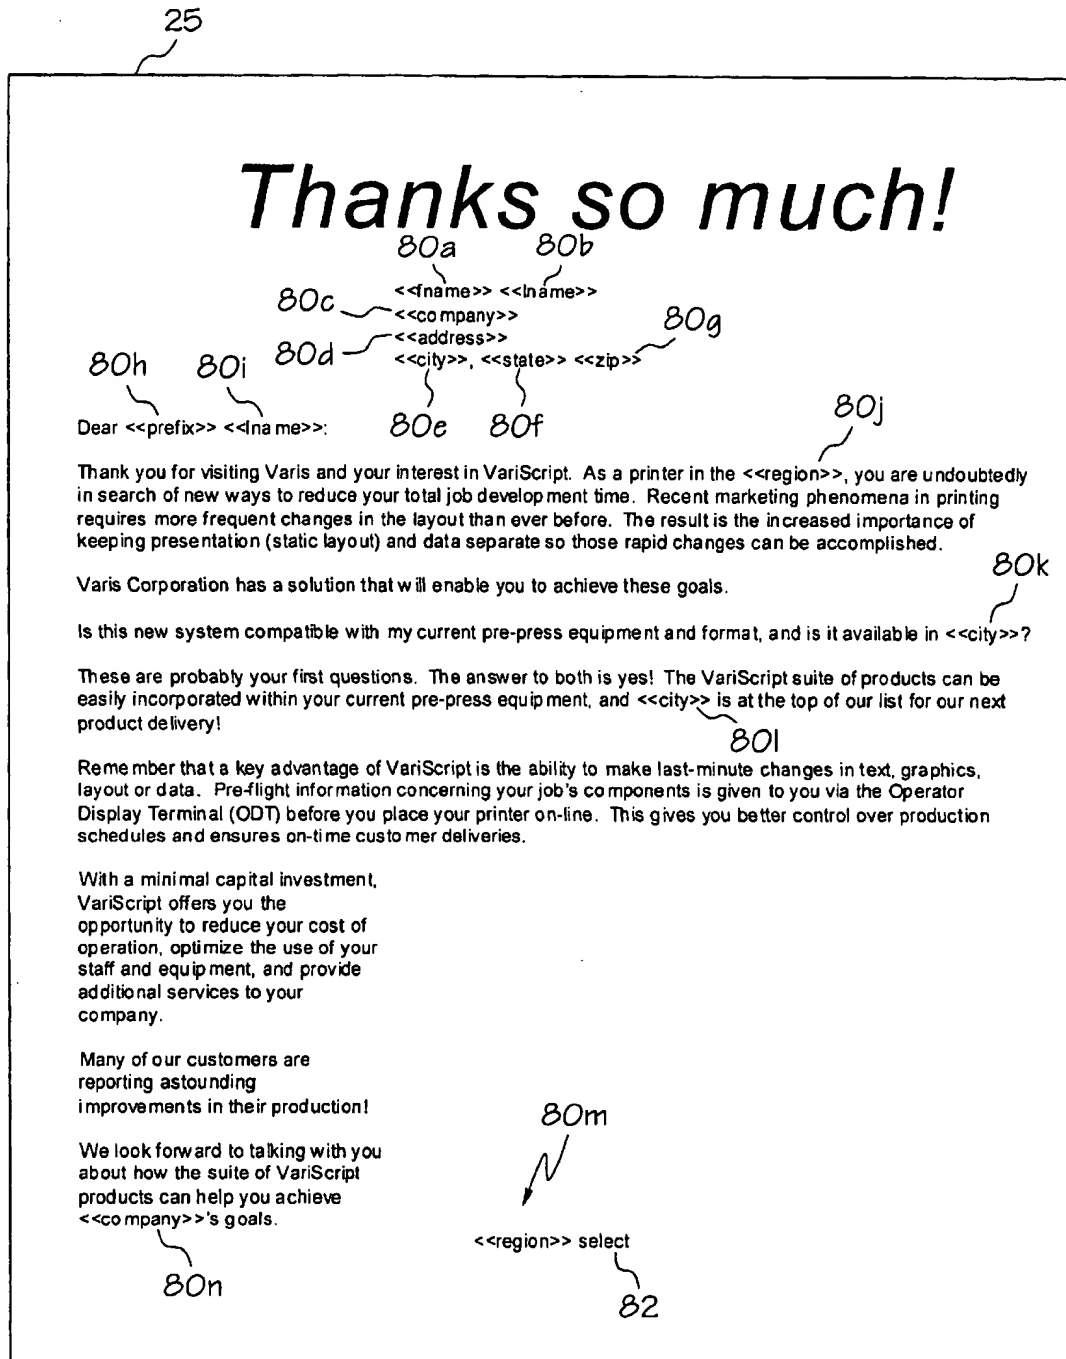 25
Thanks so much!
80a 80b
<<fname>> <<lname>>
80c <<company>>
80d <<address>> 80g
<<city>>, <<state>> <<zip>>
80h 80i
80e 80f
Dear <<prefix>> <<lname>>:
80j
Thank you for visiting Varis and your interest in VariScript. As a printer in the <<region>>, you are undoubtedly
in search of new ways to reduce your total job development time. Recent marketing phenomena in printing
requires more frequent changes in the layout than ever before. The result is the increased importance of
keeping presentation (static layout) and data separate so those rapid changes can be accomplished.
80k
Varis Corporation has a solution that will enable you to achieve these goals.
Is this new system compatible with my current pre-press equipment and format, and is it available in <<city>>?
These are probably your first questions. The answer to both is yes! The VariScript suite of products can be
easily incorporated within your current pre-press equipment, and <<city>> is at the top of our list for our next
product delivery!
80l
Remember that a key advantage of VariScript is the ability to make last-minute changes in text, graphics,
layout or data. Pre-flight information concerning your job's components is given to you via the Operator
Display Terminal (ODT) before you place your printer on-line. This gives you better control over production
schedules and ensures on-time customer deliveries.
With a minimal capital investment,
VariScript offers you the
opportunity to reduce your cost of
operation, optimize the use of your
staff and equipment, and provide
additional services to your
company.
Many of our customers are
reporting astounding
improvements in their production!
80m
We look forward to talking with you
about how the suite of VariScript
products can help you achieve
<<company>>'s goals.
<<region>> select
80n
82